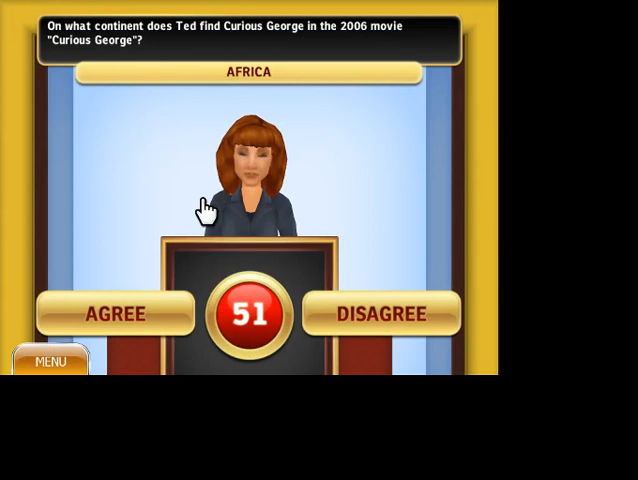 On what continent does Ted find Curious George in the 2006 movie
"Curious George"?
AFRICA
AGREE
51
DISAGREE
MENU